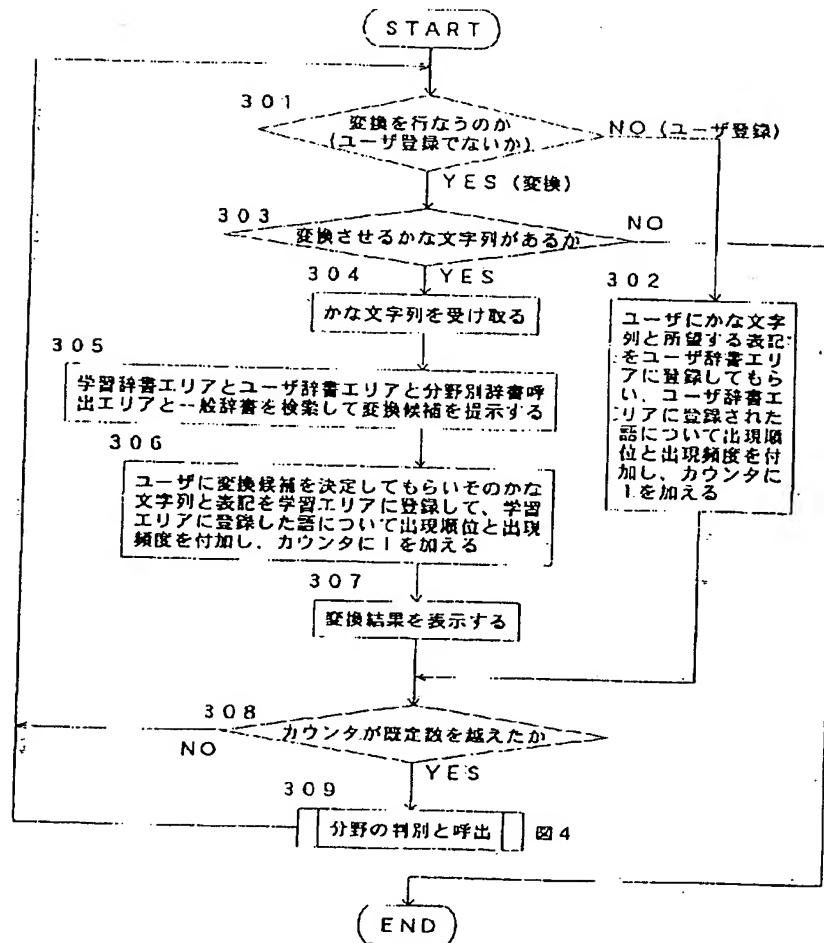 START
301
変換を行なうのか
(ユーザ登録でないか)
NO (ユーザ登録)
YES (変換)
303
変換させるかな文字列があるか
NO
YES
304
かな文字列を受け取る
302
ユーザにかな文字
列と所望する表記
をユーザ辞書エリ
アに登録してもら
い、ユーザ辞書エ
リアに登録された
語について出現順
位と出現頻度を付
加し、カウンタに
1を加える
305
学習辞書エリアとユーザ辞書エリアと分野別辞書呼
出エリアと一般辞書を検索して変換候補を提示する
306
ユーザに変換候補を決定してもらいそのかな
文字列と表記を学習エリアに登録して、学習
エリアに登録した語について出現順位と出現
頻度を付加し、カウンタに1を加える
307
変換結果を表示する
308
カウンタが既定数を越えたか
NO
YES
309
分野の判別と呼出
図4
END